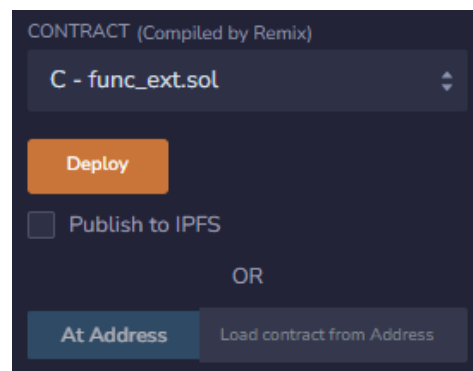 CONTRACT (Compiled by Remix)
C - func_ext.sol
Deploy
Publish to IPFS
OR
At Address Load contract from Address